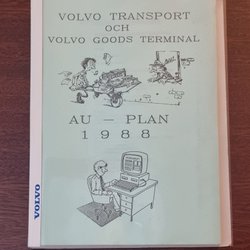 VOLVO TRANSPORT
OCH
VOLVO GOODS TERMINAL
AU — PLAN
1988
VOLVO